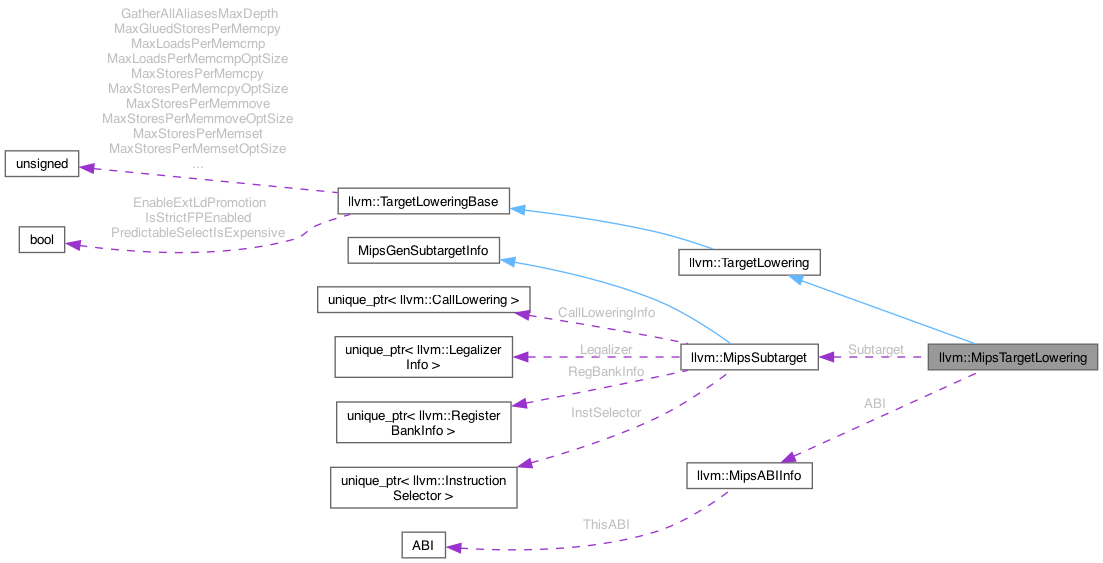 GatherAllAliasesMaxDepth
MaxGluedStoresPerMemcpy
MaxLoadsPerMemcmp
MaxLoadsPerMemcmpOptSize
MaxStoresPerMemcpy
MaxStoresPerMemcpyOptSize
MaxStoresPerMemmove
MaxStoresPerMemmoveOptSize
MaxStoresPerMemset
MaxStoresPerMemsetOptSize
...
unsigned
EnableExtLdPromotion
IsStrictFPEnabled
PredictableSelectIsExpensive
bool
llvm::TargetLoweringBase
MipsGenSubtargetInfo
llvm::TargetLowering
unique_ptr< llvm::CallLowering >
CallLoweringInfo
unique_ptr< llvm::Legalizer
Info >
Legalizer
RegBankInfo
llvm::MipsSubtarget
Subtarget
llvm::MipsTargetLowering
unique_ptr< llvm::Register
BankInfo >
InstSelector
ABI
unique_ptr< llvm::Instruction
Selector >
llvm::MipsABIInfo
ThisABI
ABI